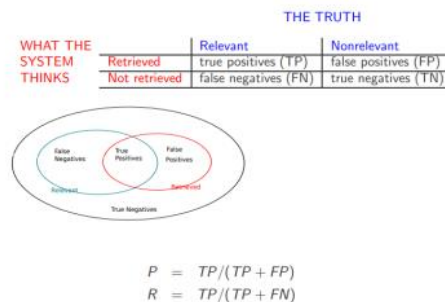 THE TRUTH
WHAT THE Relevant Nonrelevant
SYSTEM Retrieved true positives (TP) false positives (FP)
THINKS Not retrieved false negatives (FN) true negatives (TN)
False Negatives
True Positives
False Positives
Relevant
Retrieved
True Negatives
P = TP/(TP + FP)
R = TP/(TP + FN)